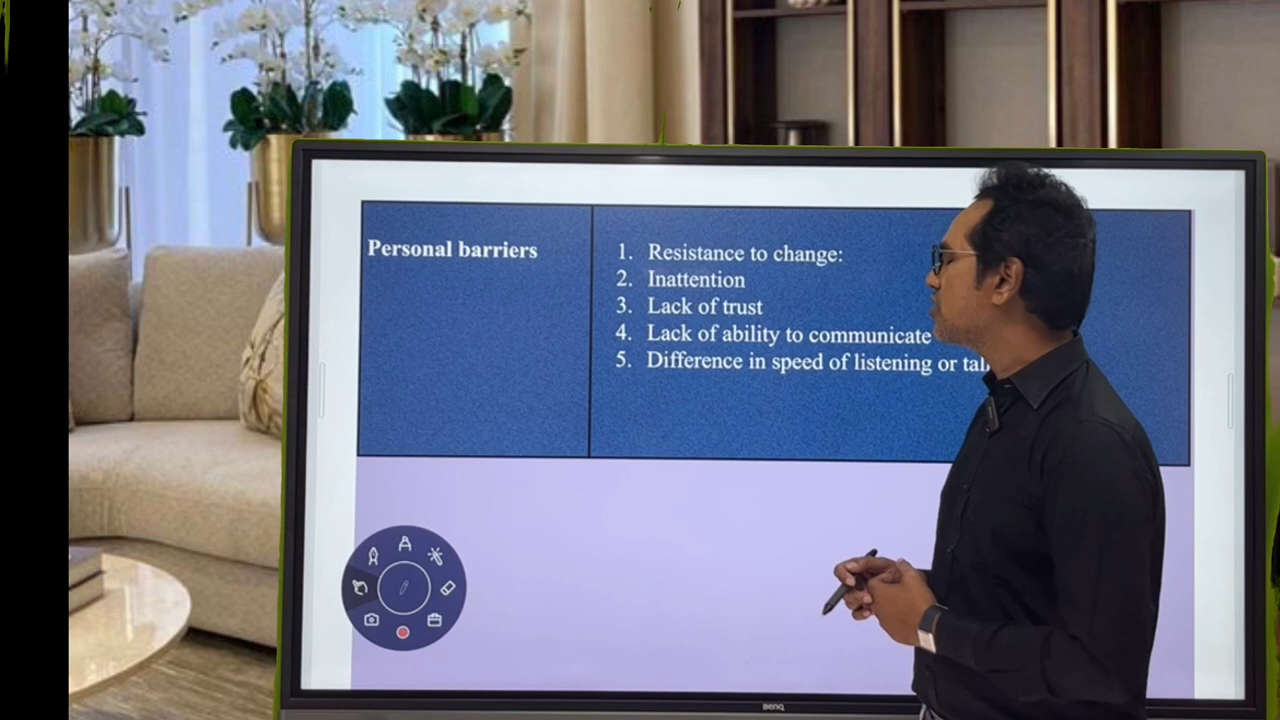 Personal barriers
1. Resistance to change:
2. Inattention
3. Lack of trust
4. Lack of ability to communicate
5. Difference in speed of listening or
BenQ